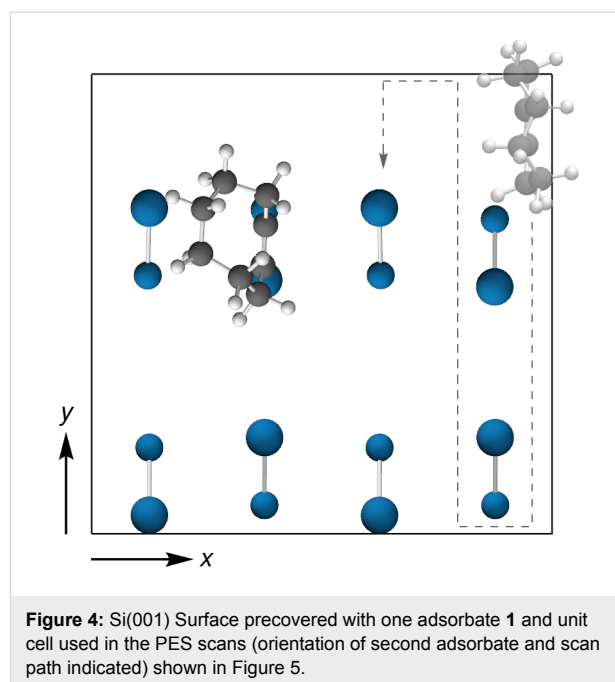 y
x
Figure 4: Si(001) Surface precovered with one adsorbate 1 and unit
cell used in the PES scans (orientation of second adsorbate and scan
path indicated) shown in Figure 5.